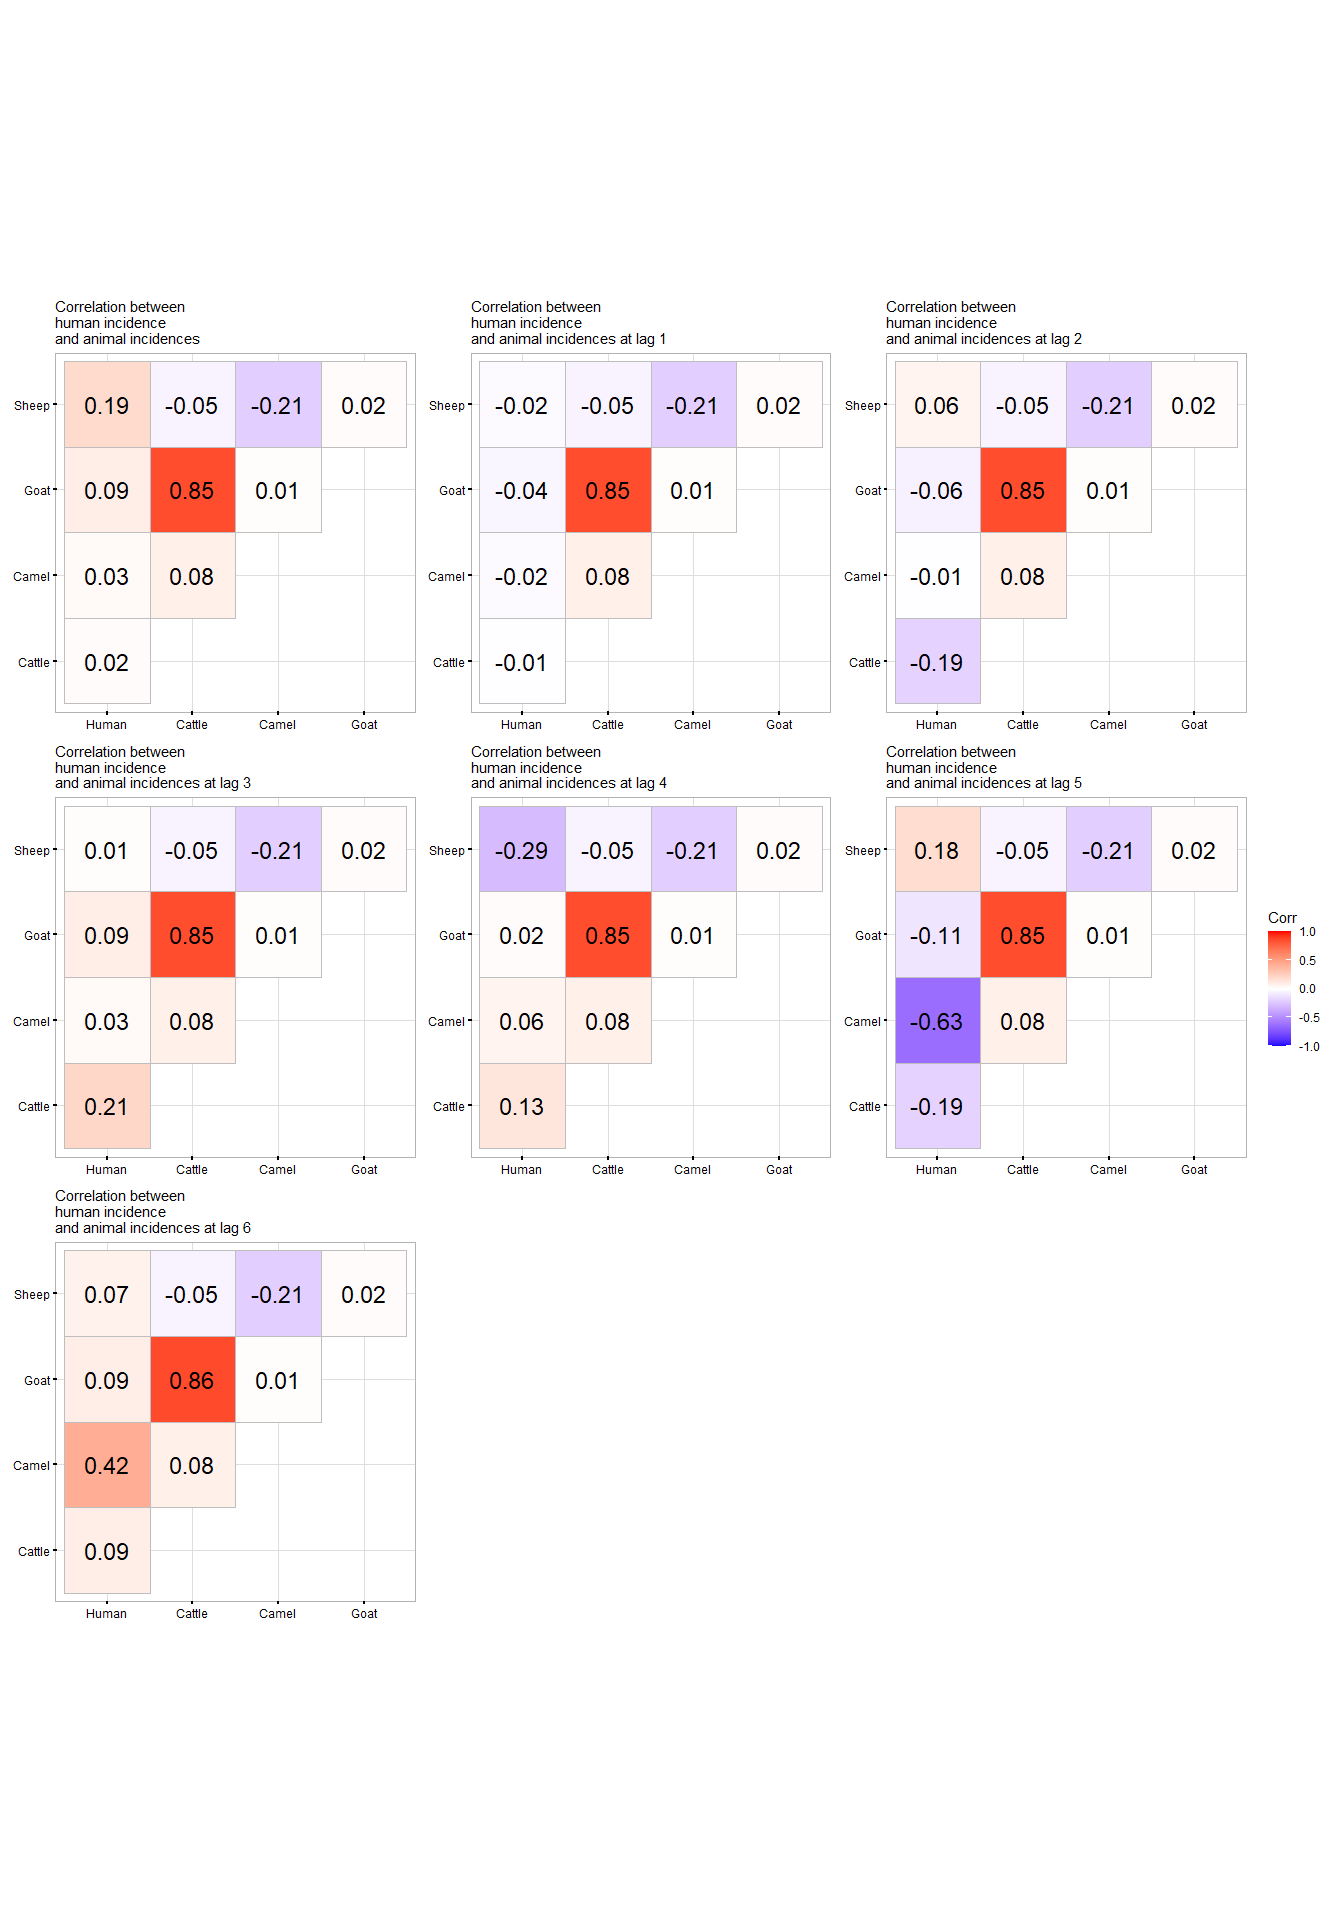 Correlation between
human incidence
and animal incidences
Sheep 0.19 -0.05 -0.21 0.02
Goat 0.09 0.85 0.01
Camel 0.03 0.08
Cattle 0.02
Human Cattle Camel Goat
Correlation between
human incidence
and animal incidences at lag 1
Sheep -0.02 -0.05 -0.21 0.02
Goat -0.04 0.85 0.01
Camel -0.02 0.08
Cattle -0.01
Human Cattle Camel Goat
Correlation between
human incidence
and animal incidences at lag 2
Sheep 0.06 -0.05 -0.21 0.02
Goat -0.06 0.85 0.01
Camel -0.01 0.08
Cattle -0.19
Human Cattle Camel Goat
Correlation between
human incidence
and animal incidences at lag 3
Sheep 0.01 -0.05 -0.21 0.02
Goat 0.09 0.85 0.01
Camel 0.03 0.08
Cattle 0.21
Human Cattle Camel Goat
Correlation between
human incidence
and animal incidences at lag 4
Sheep -0.29 -0.05 -0.21 0.02
Goat 0.02 0.85 0.01
Camel 0.06 0.08
Cattle 0.13
Human Cattle Camel Goat
Correlation between
human incidence
and animal incidences at lag 5
Sheep 0.18 -0.05 -0.21 0.02
Goat -0.11 0.85 0.01
Camel -0.63 0.08
Cattle -0.19
Human Cattle Camel Goat
Corr
1.0
0.5
0.0
-0.5
-1.0
Correlation between
human incidence
and animal incidences at lag 6
Sheep 0.07 -0.05 -0.21 0.02
Goat 0.09 0.86 0.01
Camel 0.42 0.08
Cattle 0.09
Human Cattle Camel Goat